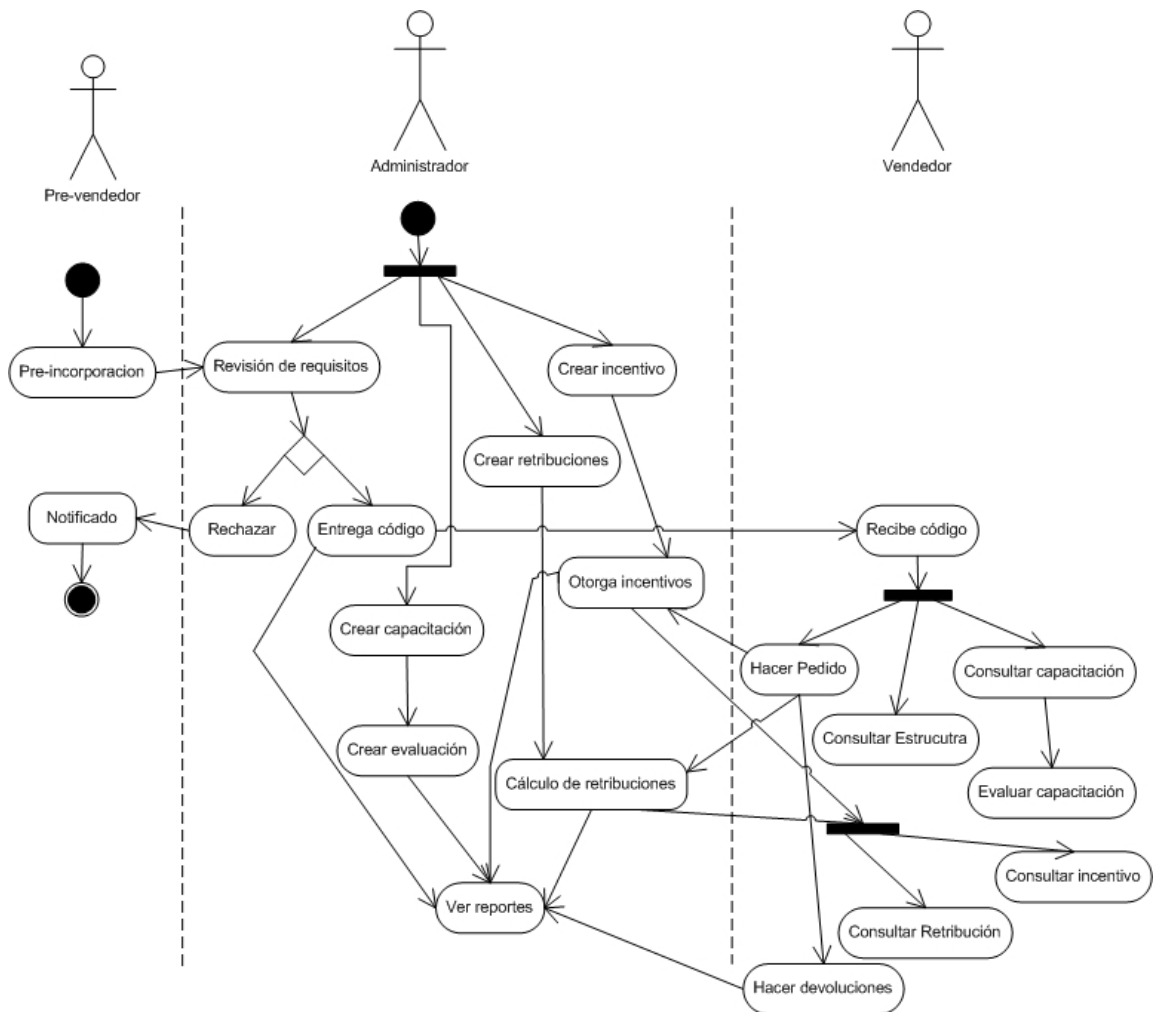 Administrador
Vendedor
Pre-vendedor
Pre-incorporacion
Revisión de requisitos
Crear incentivo
Crear retribuciones
Notificado
Rechazar
Entrega código
Recibe código
Otorga incentivos
Crear capacitación
Hacer Pedido
Consultar capacitación
Consultar Estrucutra
Crear evaluación
Cálculo de retribuciones
Evaluar capacitación
Consultar incentivo
Ver reportes
Consultar Retribución
Hacer devoluciones